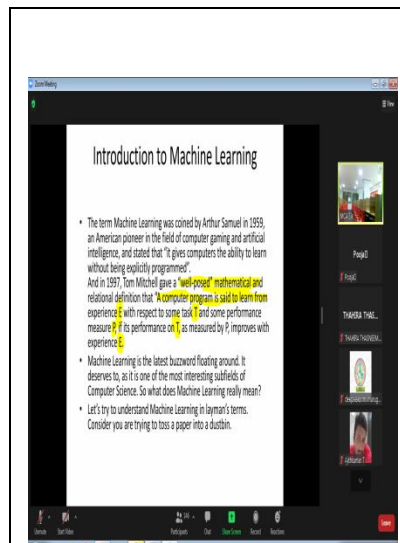 Zoom Meeting
View
Introduction to Machine Learning
• The term Machine Learning was coined by Arthur Samuel in 1959,
an American pioneer in the field of computer gaming and artificial
intelligence, and stated that "it gives computers the ability to learn
without being explicitly programmed".
And in 1997, Tom Mitchell gave a "well-posed" mathematical and
relational definition that "A computer program is said to learn from
experience E with respect to some task T and some performance
measure P, if its performance on T, as measured by P, improves with
experience E.
• Machine Learning is the latest buzzword floating around. It
deserves to, as it is one of the most interesting subfields of
Computer Science. So what does Machine Learning really mean?
• Let's try to understand Machine Learning in layman's terms.
Consider you are trying to toss a paper into a dustbin.
PoojaD
PoojaD
THAHIRA THAS...
Unmute
Start Video
Participants
Chat
Share Screen
Record
Reactions
Leave